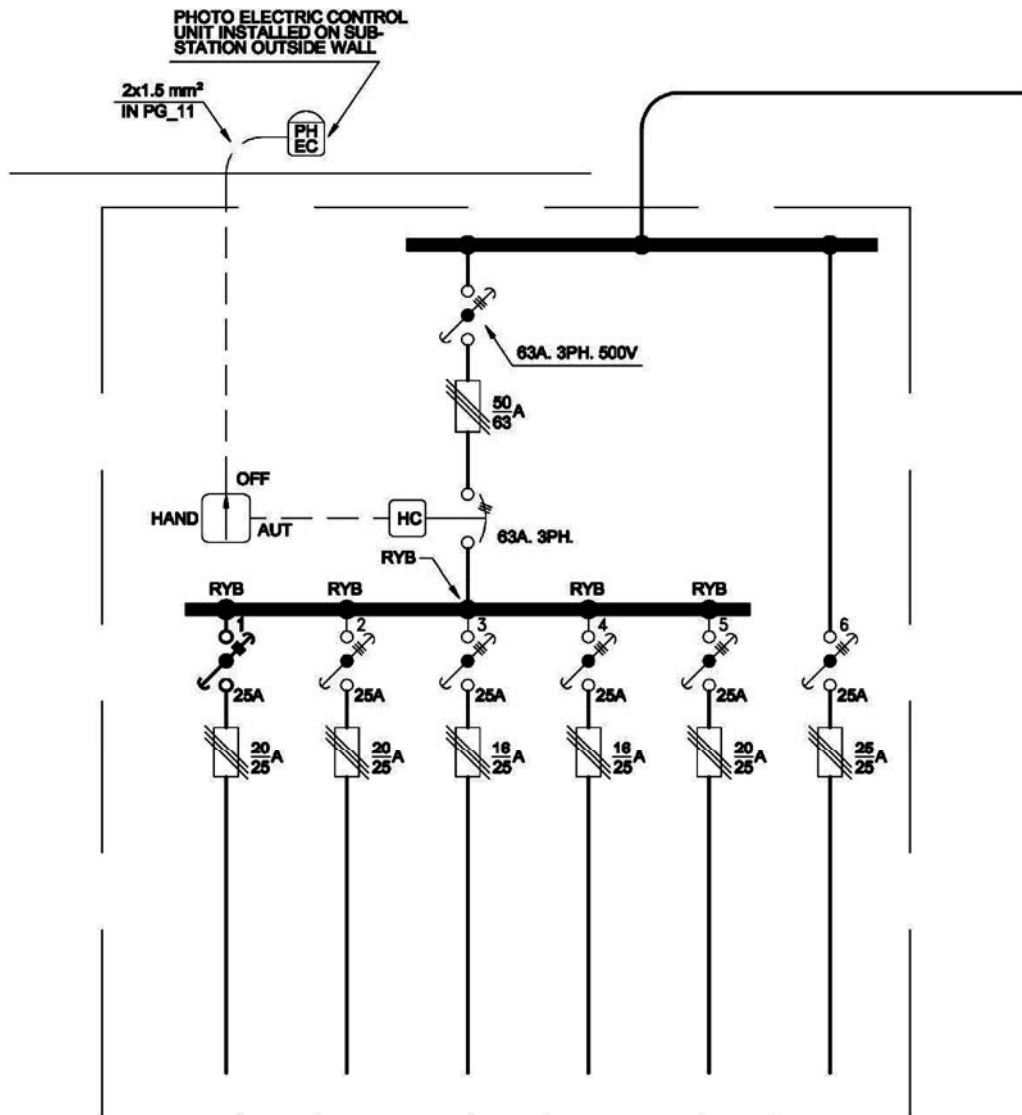 PHOTO ELECTRIC CONTROL
UNIT INSTALLED ON SUB-
STATION OUTSIDE WALL
2x1.5 mm²
IN PG_11
PH
EC
63A. 3PH. 500V
50
63 A
OFF
HAND
AUT
HC
63A. 3PH.
RYB
RYB
RYB
RYB
RYB
1
2
3
4
5
6
25A
25A
25A
25A
25A
25A
20
25 A
20
25 A
16
25 A
16
25 A
20
25 A
25
25 A